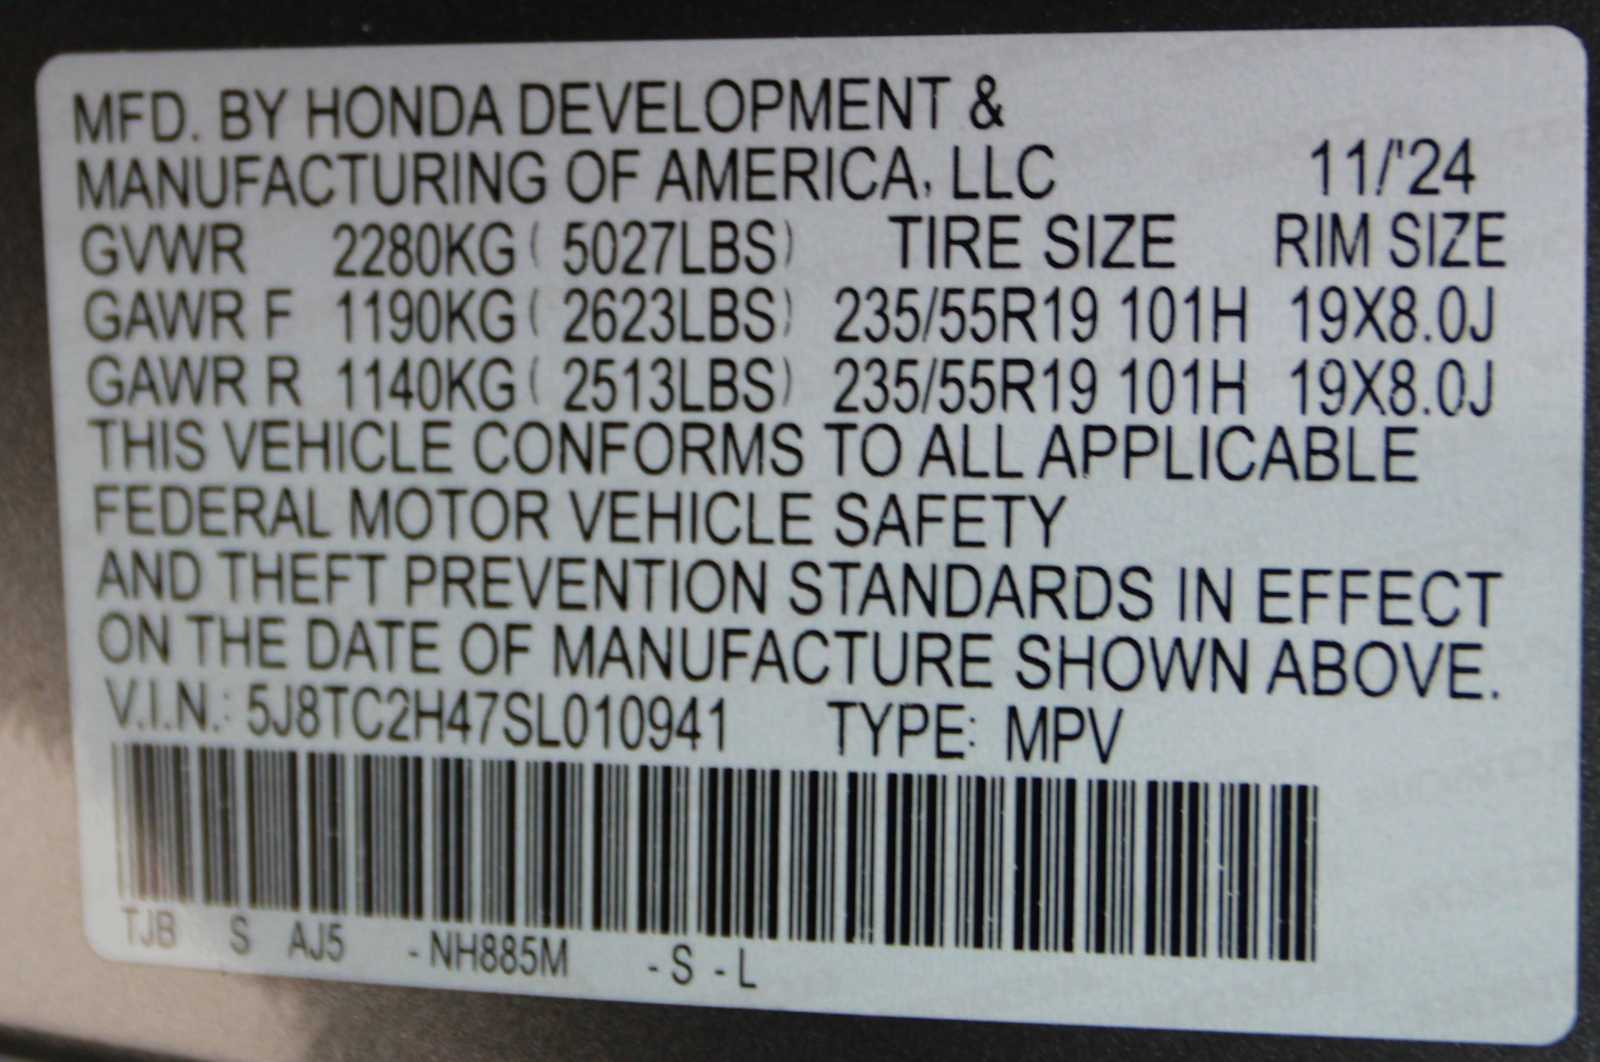 MFD. BY HONDA DEVELOPMENT &
MANUFACTURING OF AMERICA, LLC 11/'24
GVWR 2280KG ( 5027LBS) TIRE SIZE RIM SIZE
GAWR F 1190KG ( 2623LBS) 235/55R19 101H 19X8.0J
GAWR R 1140KG ( 2513LBS) 235/55R19 101H 19X8.0J
THIS VEHICLE CONFORMS TO ALL APPLICABLE
FEDERAL MOTOR VEHICLE SAFETY
AND THEFT PREVENTION STANDARDS IN EFFECT
ON THE DATE OF MANUFACTURE SHOWN ABOVE.
V.I.N.: 5J8TC2H47SL010941 TYPE: MPV
TJB S AJ5 -NH885M -S -L